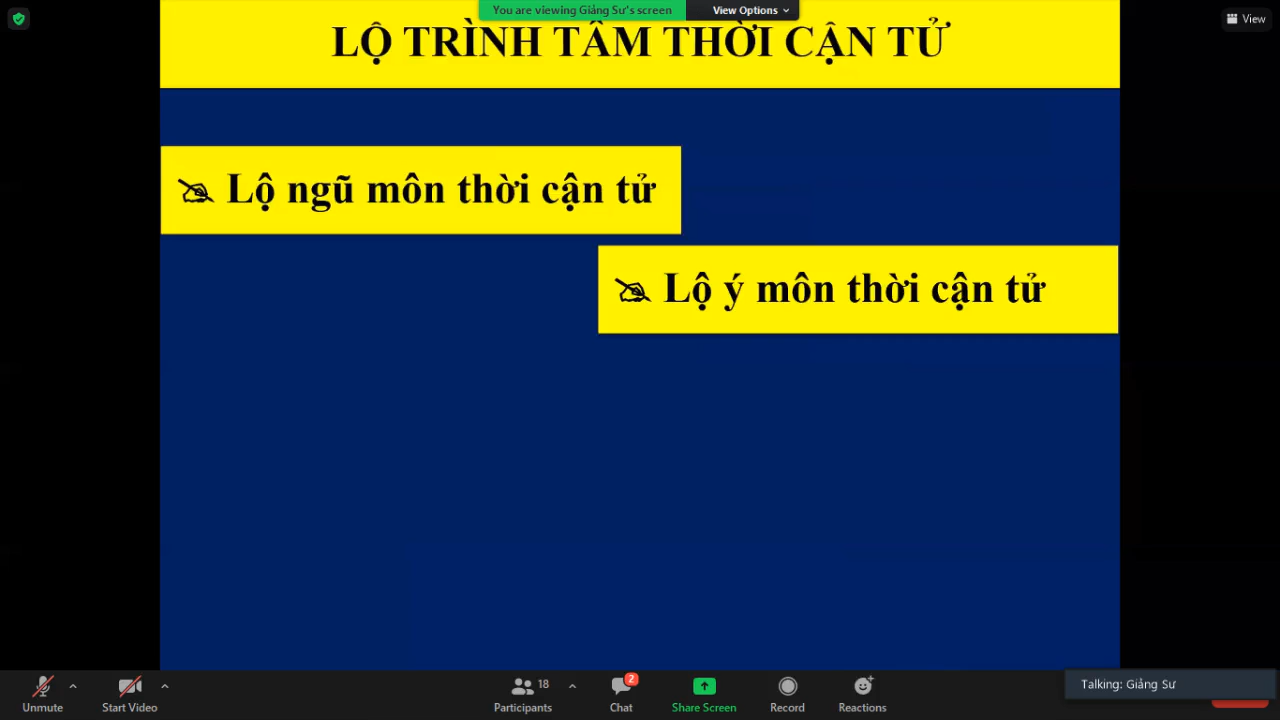 You are viewing Giảng Sư's screen
View Options
View
LỘ TRÌNH TÂM THỜI CẬN TỬ
Lộ ngũ môn thời cận tử
Lộ ý môn thời cận tử
Talking: Giảng Sư
18
2
Unmute
Start Video
Participants
Chat
Share Screen
Record
Reactions